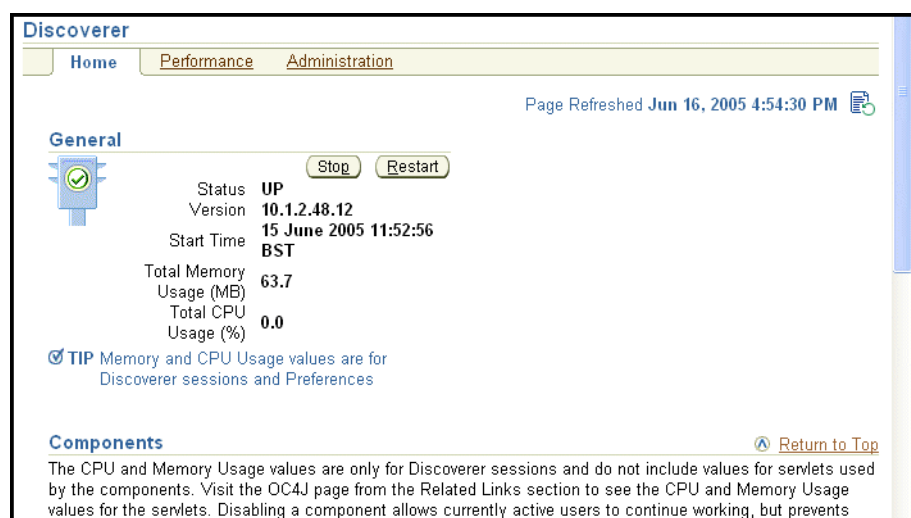 Discoverer
Home Performance Administration
Page Refreshed Jun 16, 2005 4:54:30 PM
General
Stop Restart
Status UP
Version 10.1.2.48.12
Start Time 15 June 2005 11:52:56
BST
Total Memory
Usage (MB) 63.7
Total CPU
Usage (%) 0.0
TIP Memory and CPU Usage values are for
Discoverer sessions and Preferences
Components Return to Top
The CPU and Memory Usage values are only for Discoverer sessions and do not include values for servlets used
by the components. Visit the OC4J page from the Related Links section to see the CPU and Memory Usage
values for the servlets. Disabling a component allows currently active users to continue working, but prevents